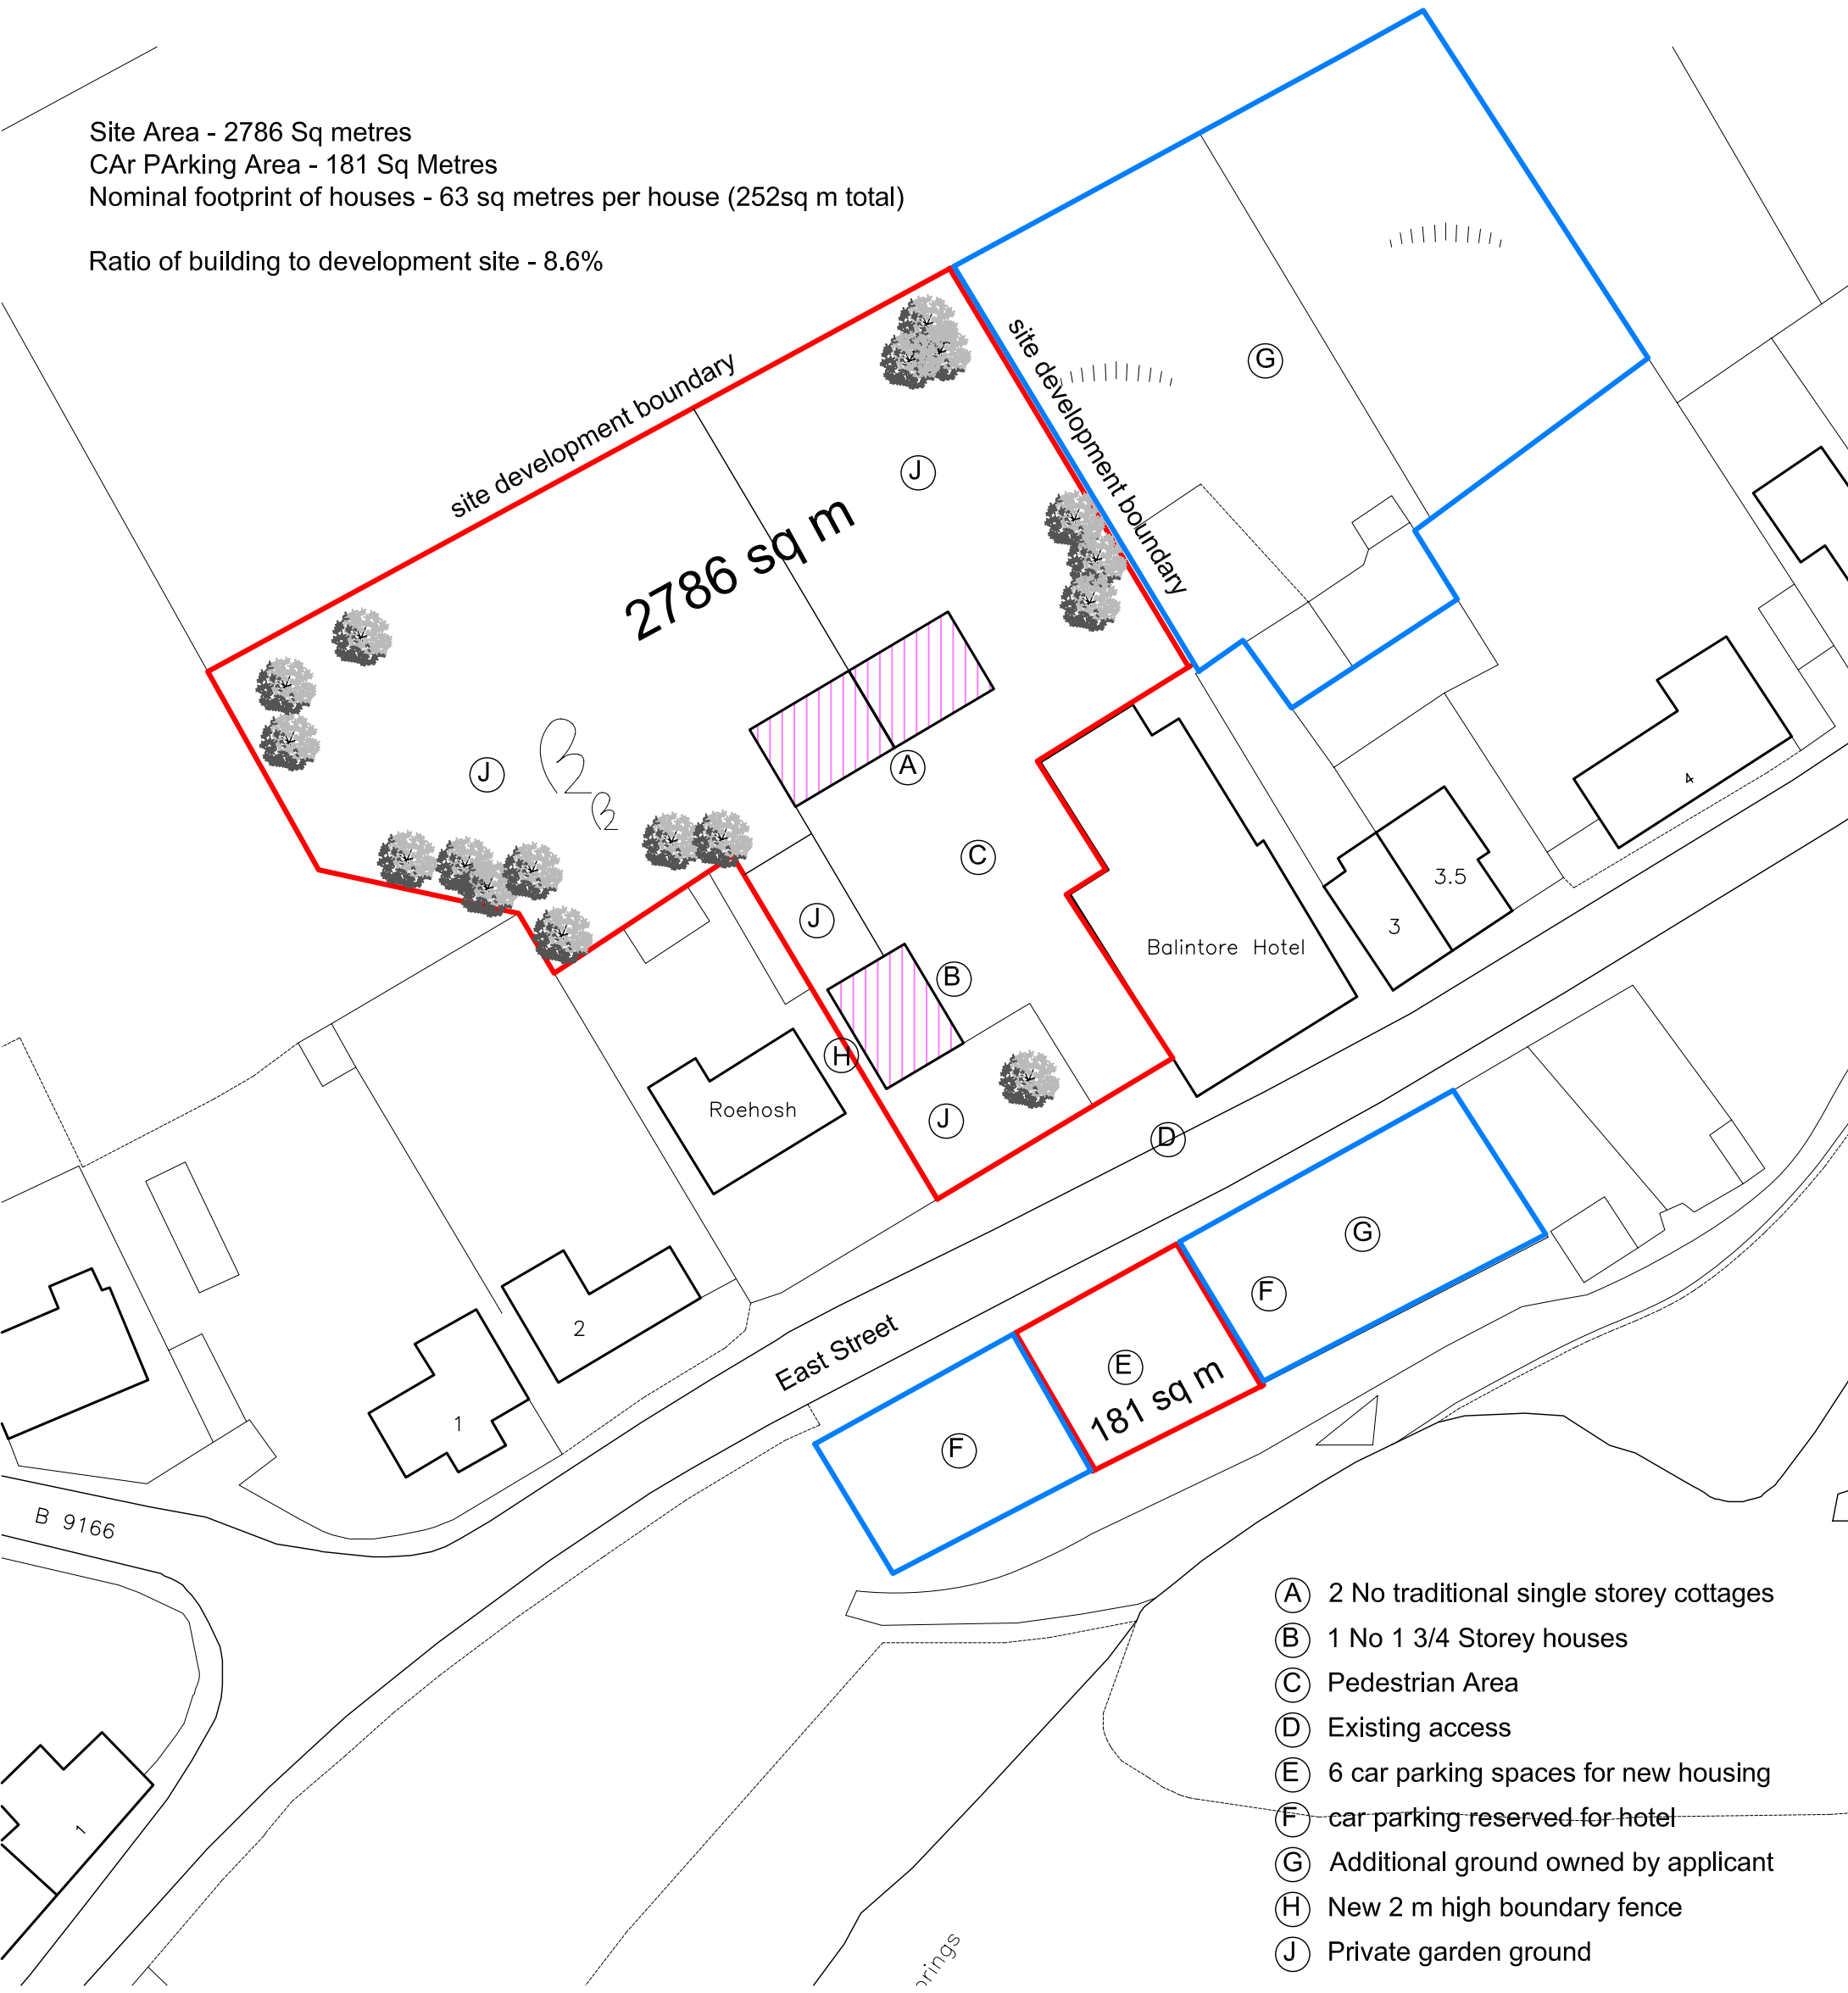 Site Area - 2786 Sq metres
CAr PArking Area - 181 Sq Metres
Nominal footprint of houses - 63 sq metres per house (252sq m total)
Ratio of building to development site - 8.6%
site development boundary
site development boundary
2786 sq m
G
J
J
A
C
J
B
H
J
D
Balintore Hotel
3
3.5
4
Roehosh
2
1
East Street
G
F
E
181 sq m
F
B 9166
1
A 2 No traditional single storey cottages
B 1 No 1 3/4 Storey houses
C Pedestrian Area
D Existing access
E 6 car parking spaces for new housing
F car parking reserved for hotel
G Additional ground owned by applicant
H New 2 m high boundary fence
J Private garden ground